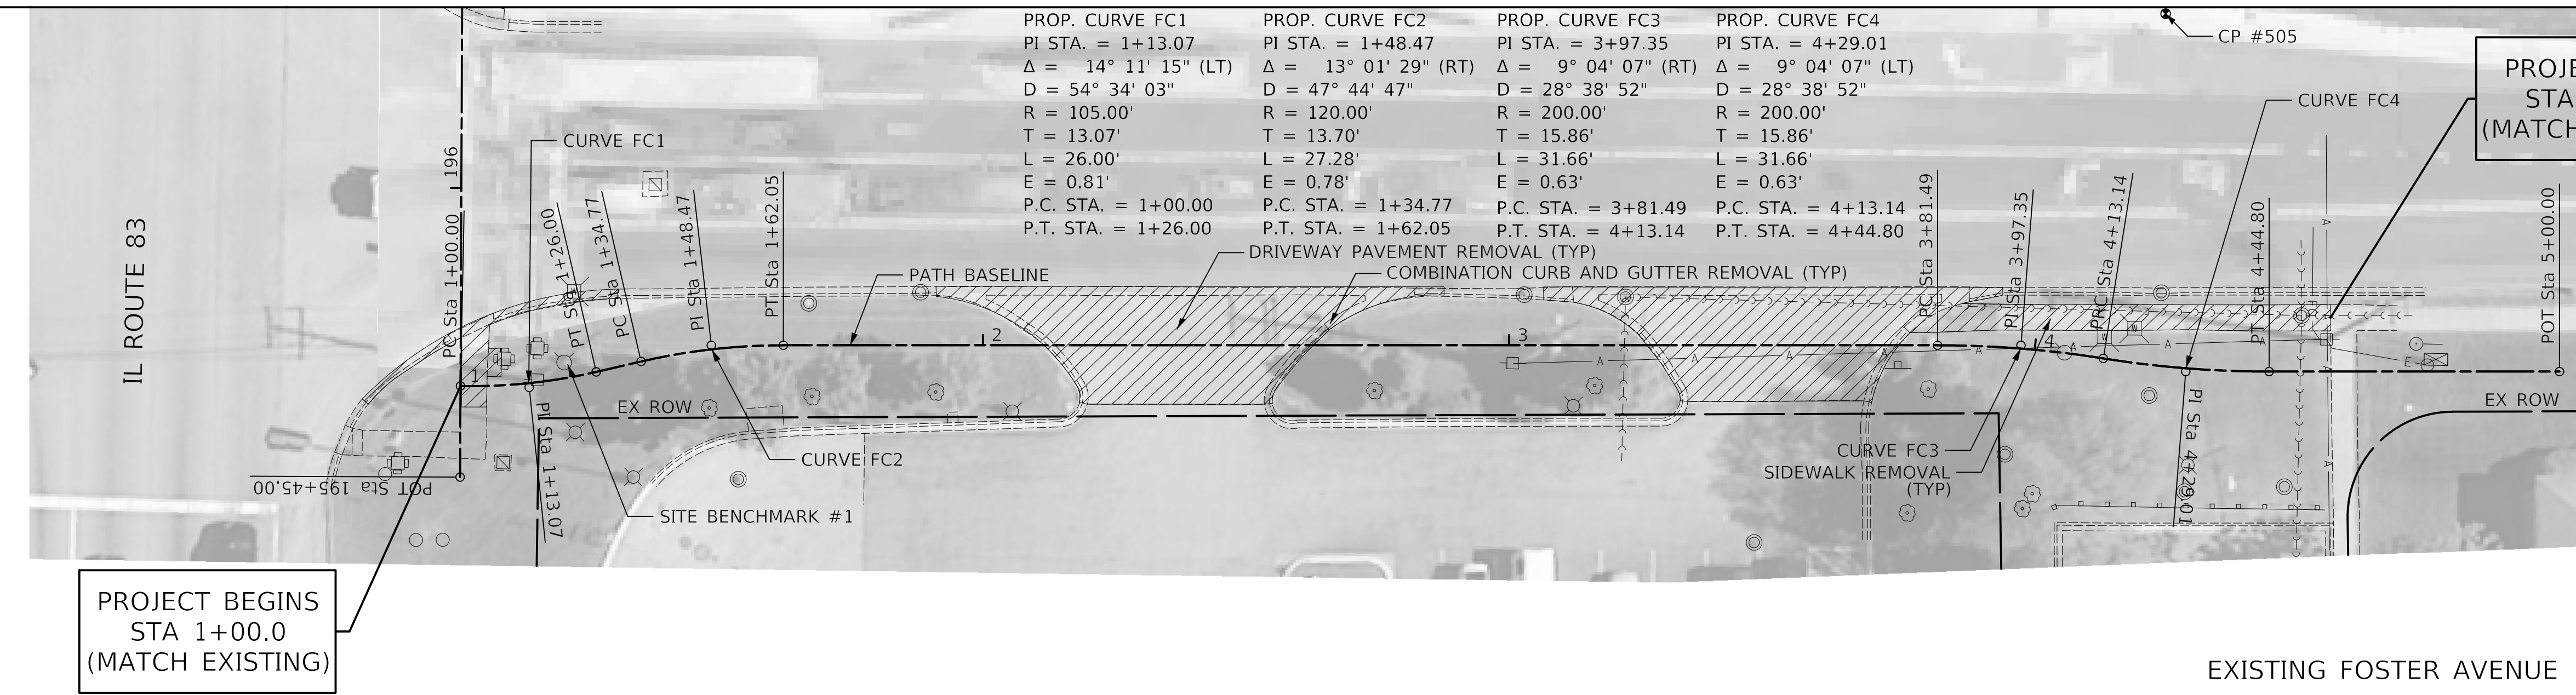 PROP. CURVE FC1
PI STA. = 1+13.07
Δ = 14° 11' 15" (LT)
D = 54° 34' 03"
R = 105.00'
T = 13.07'
L = 26.00'
E = 0.81'
P.C. STA. = 1+00.00
P.T. STA. = 1+26.00
PROP. CURVE FC2
PI STA. = 1+48.47
Δ = 13° 01' 29" (RT)
D = 47° 44' 47"
R = 120.00'
T = 13.70'
L = 27.28'
E = 0.78'
P.C. STA. = 1+34.77
P.T. STA. = 1+62.05
PROP. CURVE FC3
PI STA. = 3+97.35
Δ = 9° 04' 07" (RT)
D = 28° 38' 52"
R = 200.00'
T = 15.86'
L = 31.66'
E = 0.63'
P.C. STA. = 3+81.49
P.T. STA. = 4+13.14
PROP. CURVE FC4
PI STA. = 4+29.01
Δ = 9° 04' 07" (LT)
D = 28° 38' 52"
R = 200.00'
T = 15.86'
L = 31.66'
E = 0.63'
P.C. STA. = 4+13.14
P.T. STA. = 4+44.80
CP #505
PROJE
STA
(MATCH
CURVE FC4
CURVE FC1
196
IL ROUTE 83
PC Sta 1+00.00
PT Sta 1+26.00
PC Sta 1+34.77
PI Sta 1+48.47
PT Sta 1+62.05
PATH BASELINE
DRIVEWAY PAVEMENT REMOVAL (TYP)
COMBINATION CURB AND GUTTER REMOVAL (TYP)
PC Sta 3+81.49
PI Sta 3+97.35
PRC Sta 4+13.14
PT Sta 4+44.80
POT Sta 5+00.00
1
2
3
4
A
A
A
A
A
A
A
A
A
A
A
W
W
E
EX ROW
EX ROW
PI Sta 1+13.07
PI Sta 4+29.01
CURVE FC2
CURVE FC3
SIDEWALK REMOVAL
(TYP)
POT Sta 195+45.00
SITE BENCHMARK #1
PROJECT BEGINS
STA 1+00.0
(MATCH EXISTING)
EXISTING FOSTER AVENUE